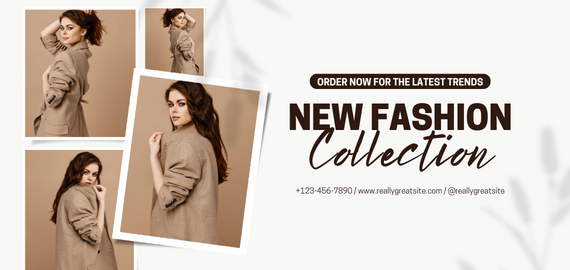 ORDER NOW FOR THE LATEST TRENDS
NEW FASHION
Collection
+123-456-7890 / www.reallygreatsite.com / @reallygreatsite